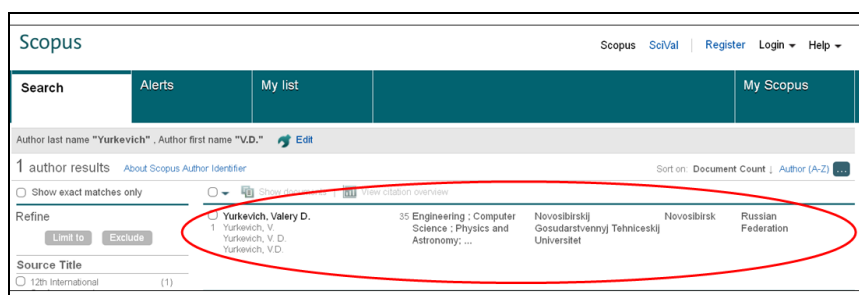 Scopus
Scopus SciVal Register Login Help
Search Alerts My list My Scopus
Author last name "Yurkevich" , Author first name "V.D." Edit
1 author results About Scopus Author Identifier Sort on: Document Count Author (A-Z) ...
Show exact matches only Show documents View citation overview
Refine
Limit to Exclude
Source Title
12th International (1)
Yurkevich, Valery D. 35 Engineering ; Computer Novosibirskij Novosibirsk Russian
1 Yurkevich, V. Science ; Physics and Gosudarstvennyj Tehniceskij Federation
Yurkevich, V. D. Astronomy; ... Universitet
Yurkevich, V.D.